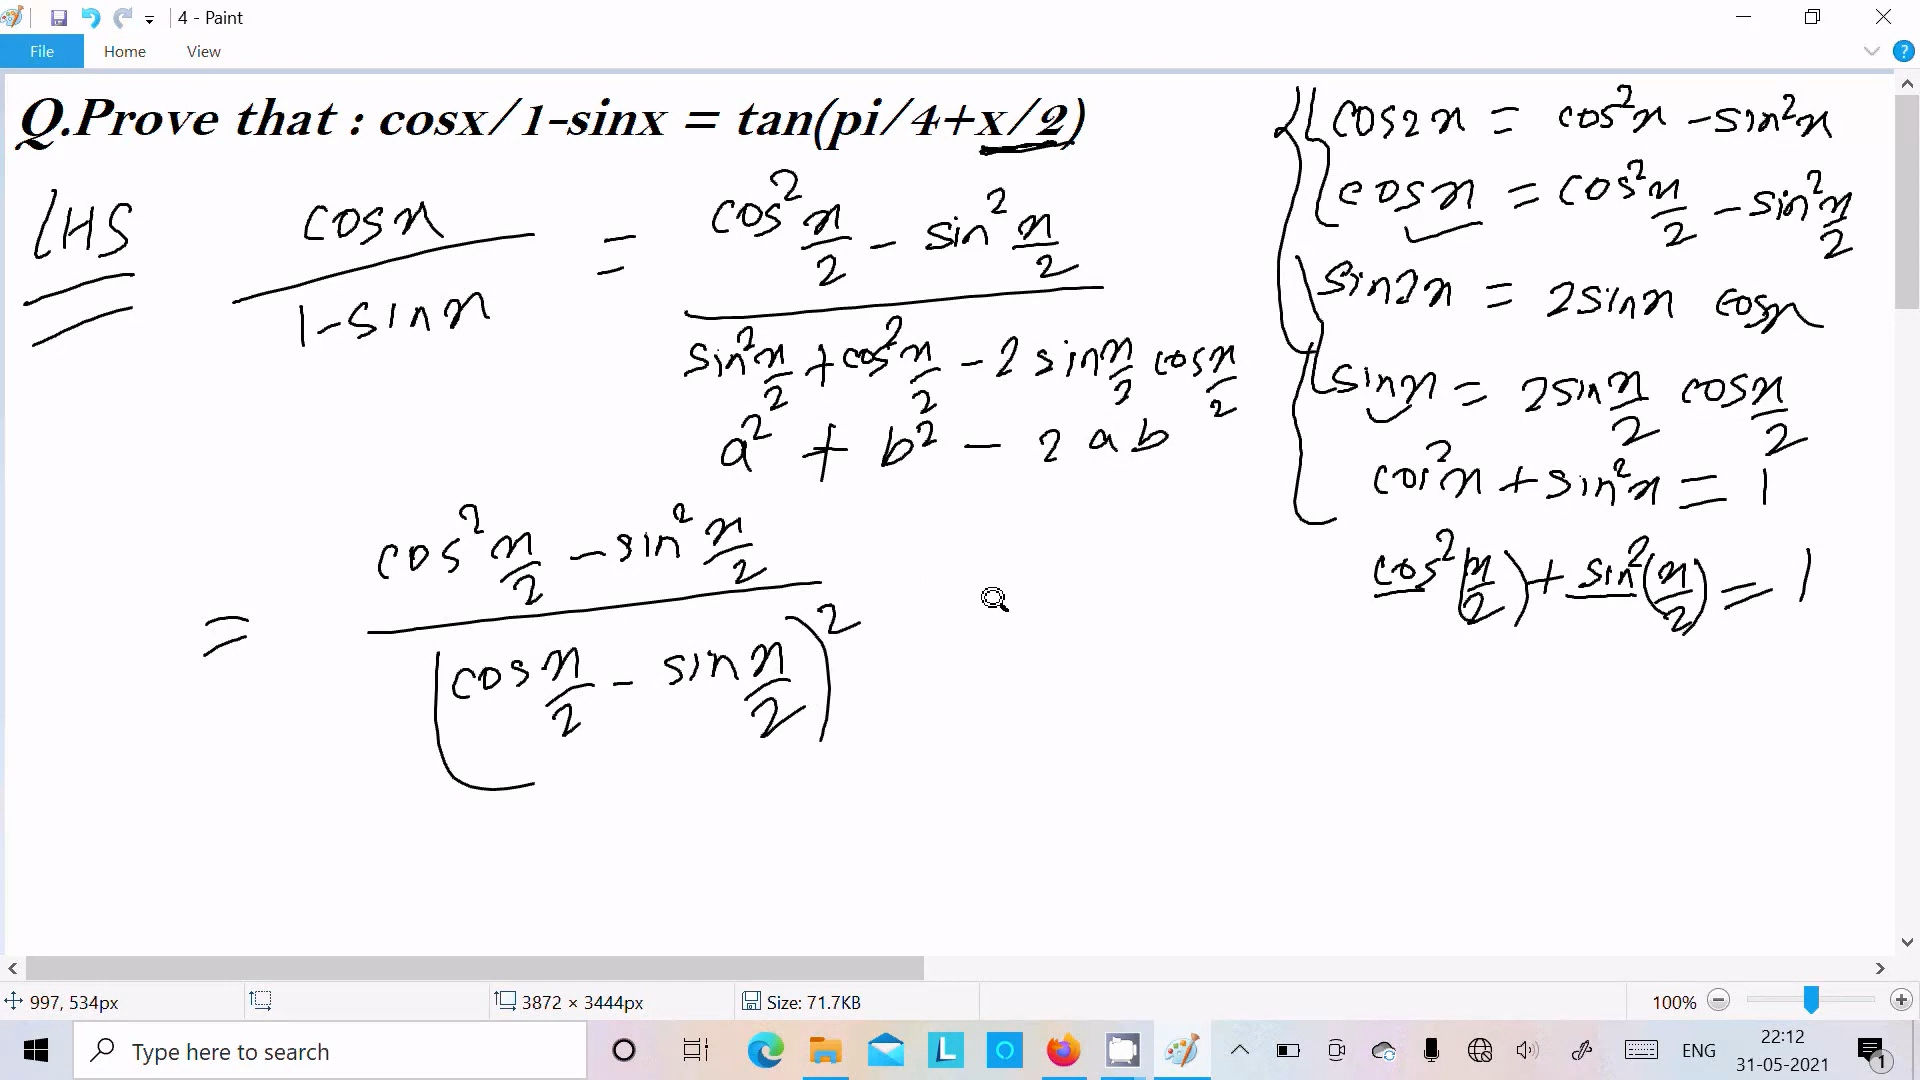 4 - Paint
File Home View
Q.Prove that : cosx/1-sinx = tan(pi/4+x/2)
LHS cosx / 1-sinx = cos²x/2 - sin²x/2 / sin²x/2 + cos²x/2 - 2 sinx/2 cosx/2
a² + b² - 2ab
= cos²x/2 - sin²x/2 / (cosx/2 - sinx/2)²
cos2x = cos²x - sin²x
cosx = cos²x/2 - sin²x/2
sin2x = 2sinx cosx
sinx = 2sinx/2 cosx/2
cos²x + sin²x = 1
cos²(x/2) + sin²(x/2) = 1
997, 534px 3872 × 3444px Size: 71.7KB 100%
Type here to search
ENG
22:12
31-05-2021
1